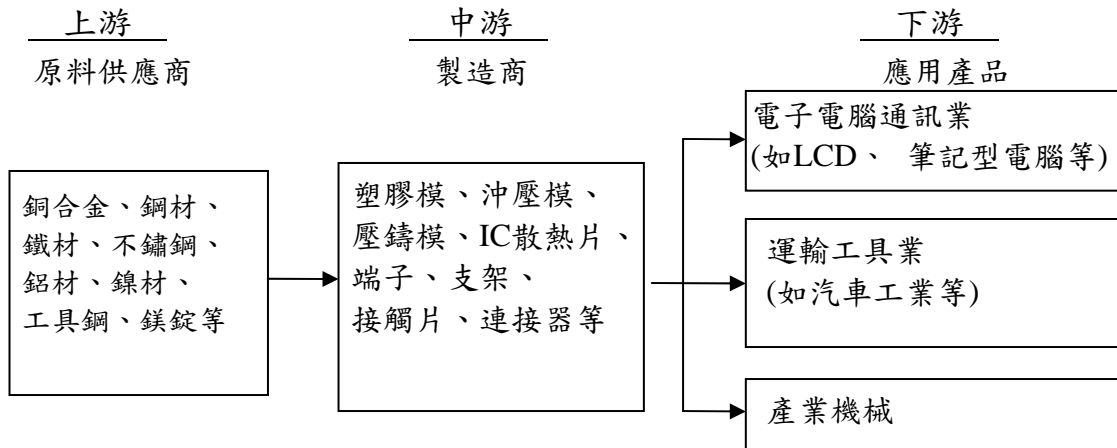 上游
原料供應商
銅合金、鋼材、
鐵材、不鏽鋼、
鋁材、鎳材、
工具鋼、鎂錠等
中游
製造商
塑膠模、沖壓模、
壓鑄模、IC散熱片、
端子、支架、
接觸片、連接器等
下游
應用產品
電子電腦通訊業
(如LCD、 筆記型電腦等)
運輸工具業
(如汽車工業等)
產業機械